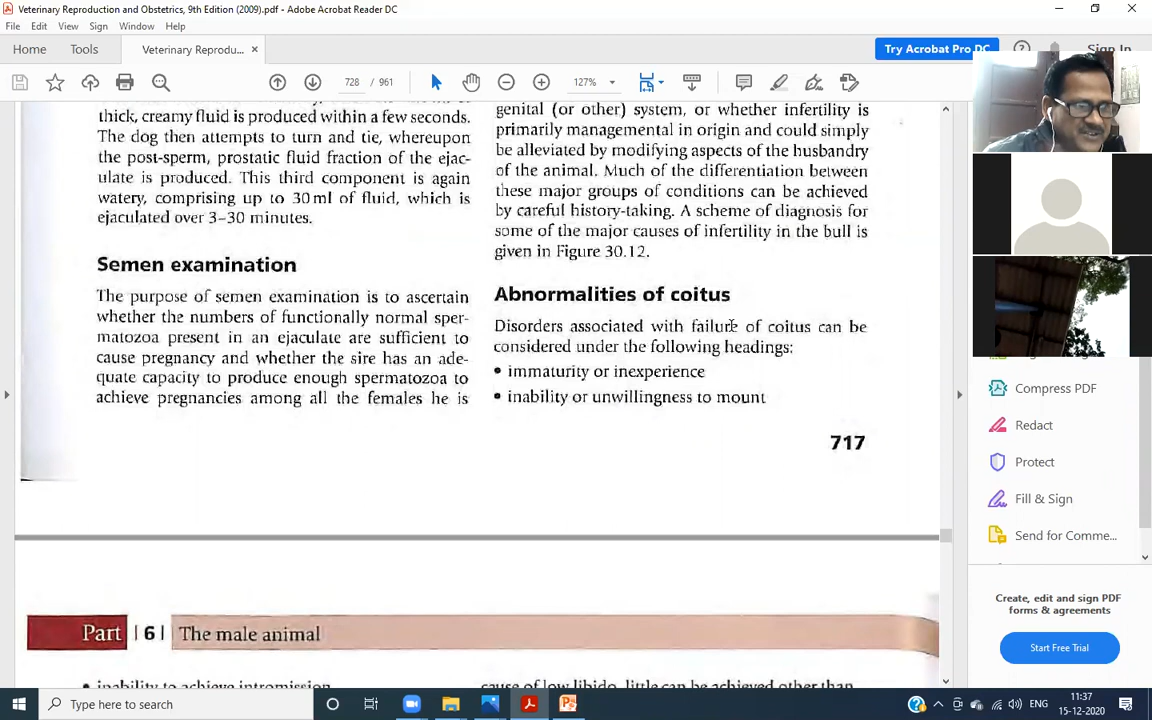 Veterinary Reproduction and Obstetrics, 9th Edition (2009).pdf - Adobe Acrobat Reader DC
File Edit View Sign Window Help
Home Tools Veterinary Reprodu... × Try Acrobat Pro DC Sign In
728 / 961 127%
thick, creamy fluid is produced within a few seconds.
The dog then attempts to turn and tie, whereupon
the post-sperm, prostatic fluid fraction of the ejac-
ulate is produced. This third component is again
watery, comprising up to 30 ml of fluid, which is
ejaculated over 3–30 minutes.
Semen examination
The purpose of semen examination is to ascertain
whether the numbers of functionally normal sper-
matozoa present in an ejaculate are sufficient to
cause pregnancy and whether the sire has an ade-
quate capacity to produce enough spermatozoa to
achieve pregnancies among all the females he is
genital (or other) system, or whether infertility is
primarily managemental in origin and could simply
be alleviated by modifying aspects of the husbandry
of the animal. Much of the differentiation between
these major groups of conditions can be achieved
by careful history-taking. A scheme of diagnosis for
some of the major causes of infertility in the bull is
given in Figure 30.12.
Abnormalities of coitus
Disorders associated with failure of coitus can be
considered under the following headings:
• immaturity or inexperience
• inability or unwillingness to mount
717
Part | 6 | The male animal
• inability to achieve intromission
cause of low libido, little can be achieved other than
Compress PDF
Redact
Protect
Fill & Sign
Send for Comme...
Create, edit and sign PDF
forms & agreements
Start Free Trial
Type here to search
ENG
11:37
15-12-2020